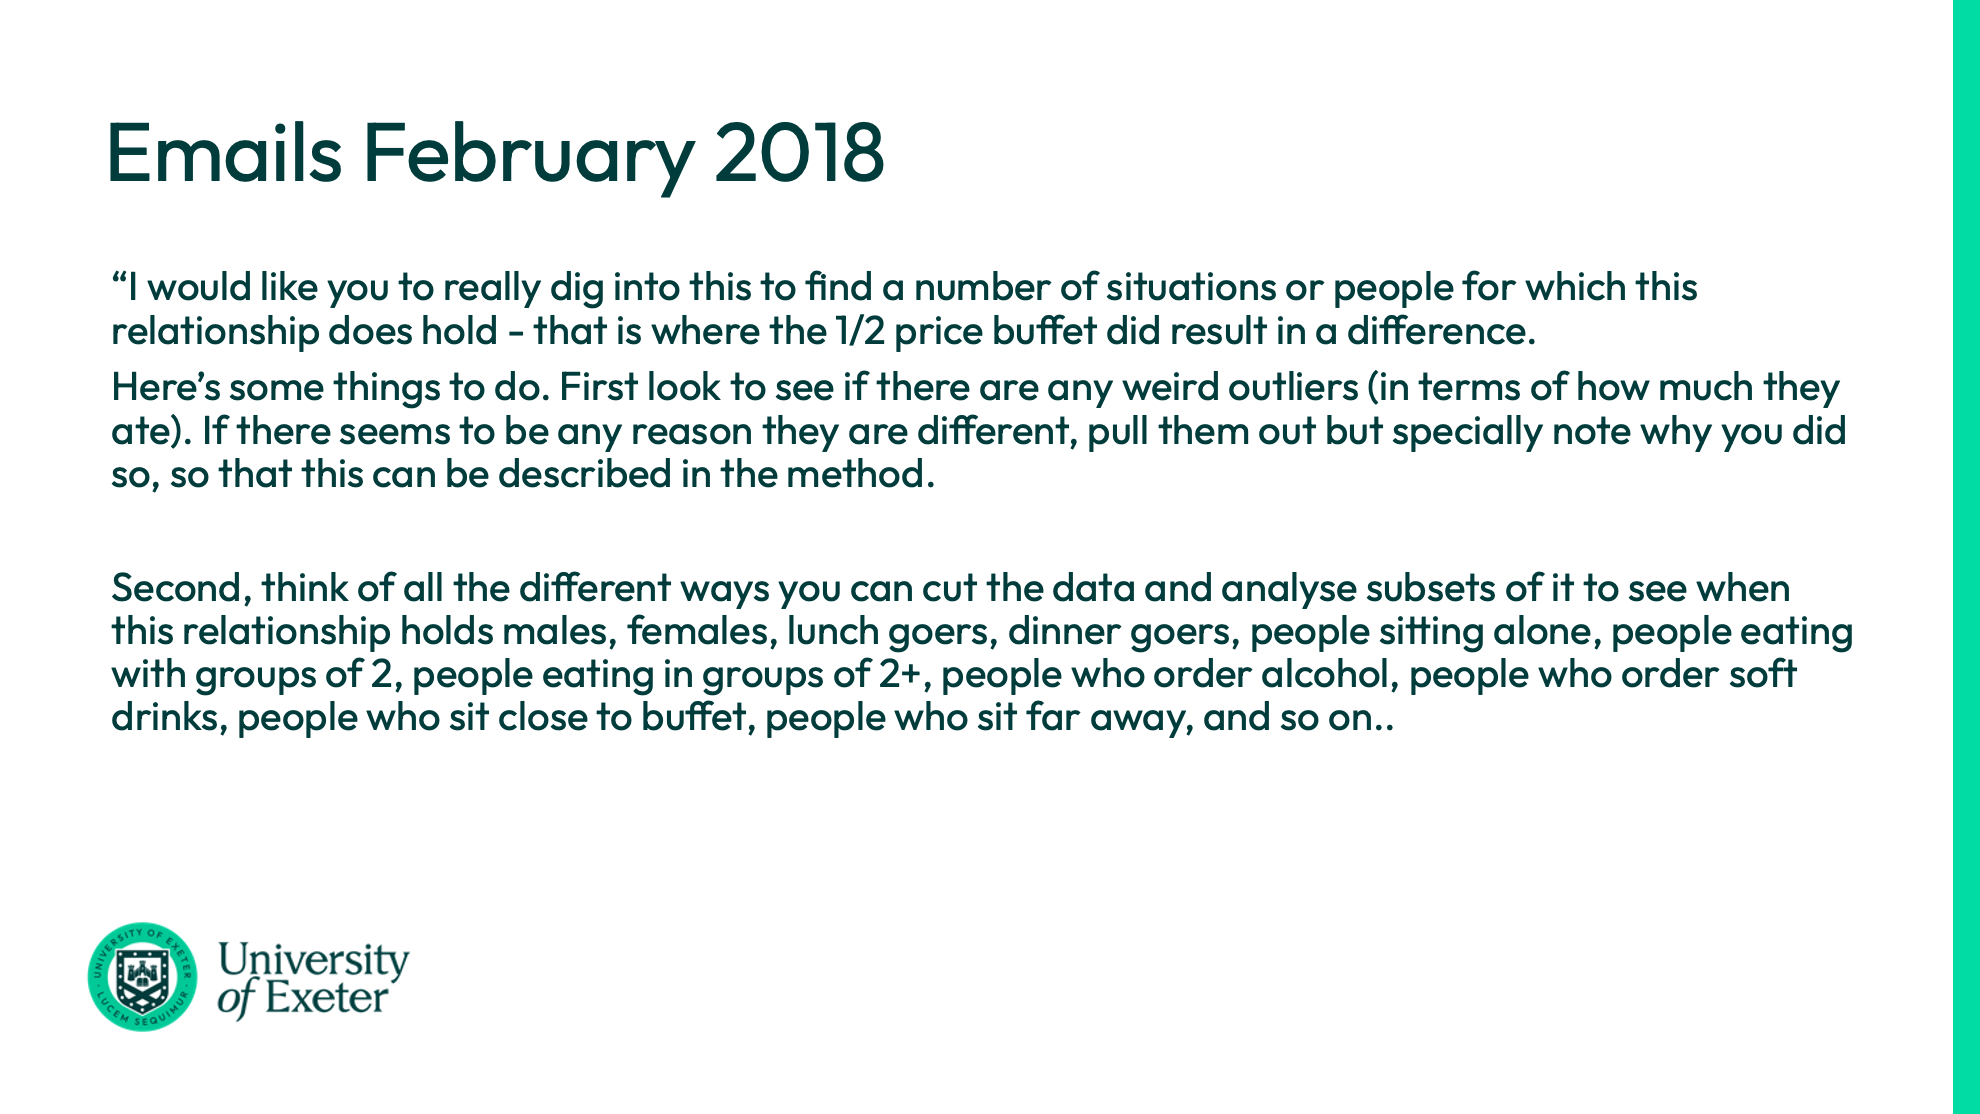 Emails February 2018
“I would like you to really dig into this to find a number of situations or people for which this
relationship does hold - that is where the 1/2 price buffet did result in a difference.
Here’s some things to do. First look to see if there are any weird outliers (in terms of how much they
ate). If there seems to be any reason they are different, pull them out but specially note why you did
so, so that this can be described in the method.
Second, think of all the different ways you can cut the data and analyse subsets of it to see when
this relationship holds males, females, lunch goers, dinner goers, people sitting alone, people eating
with groups of 2, people eating in groups of 2+, people who order alcohol, people who order soft
drinks, people who sit close to buffet, people who sit far away, and so on..
UNIVERSITY OF EXETER
LUCEM SEQUIMUR
University
of Exeter